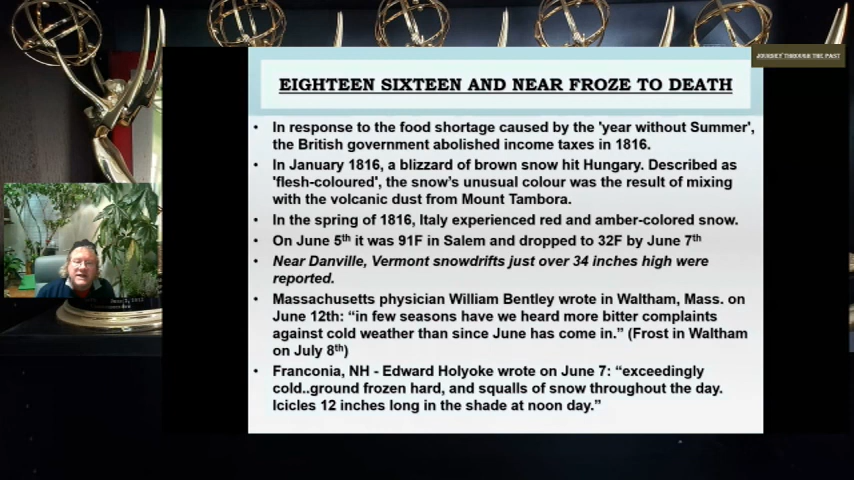 JOURNEY THROUGH THE PAST
EIGHTEEN SIXTEEN AND NEAR FROZE TO DEATH
• In response to the food shortage caused by the 'year without Summer',
the British government abolished income taxes in 1816.
• In January 1816, a blizzard of brown snow hit Hungary. Described as
'flesh-coloured', the snow's unusual colour was the result of mixing
with the volcanic dust from Mount Tambora.
• In the spring of 1816, Italy experienced red and amber-colored snow.
• On June 5th it was 91F in Salem and dropped to 32F by June 7th
• Near Danville, Vermont snowdrifts just over 34 inches high were
reported.
• Massachusetts physician William Bentley wrote in Waltham, Mass. on
June 12th: “in few seasons have we heard more bitter complaints
against cold weather than since June has come in.” (Frost in Waltham
on July 8th)
• Franconia, NH - Edward Holyoke wrote on June 7: “exceedingly
cold..ground frozen hard, and squalls of snow throughout the day.
Icicles 12 inches long in the shade at noon day.”